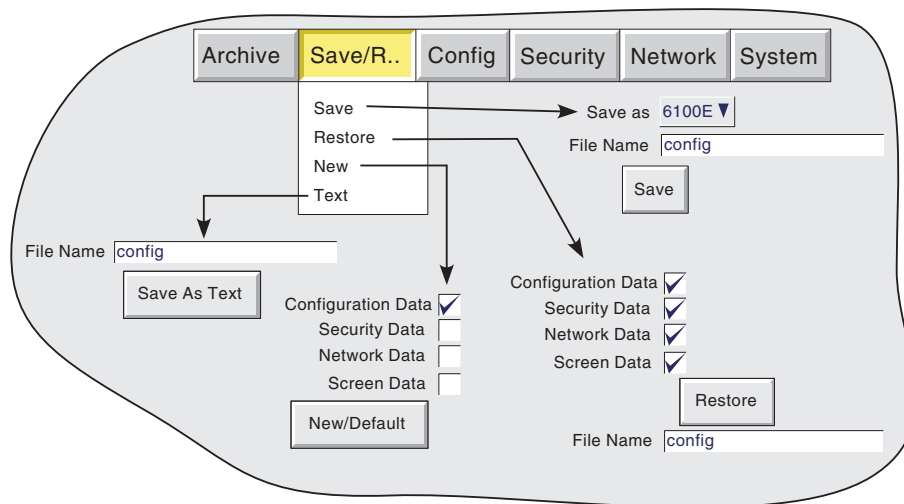 Archive Save/R.. Config Security Network System
Save
Restore
New
Text
Save as 6100E
File Name config
Save
File Name config
Save As Text
Configuration Data
Security Data
Network Data
Screen Data
New/Default
Configuration Data
Security Data
Network Data
Screen Data
Restore
File Name config